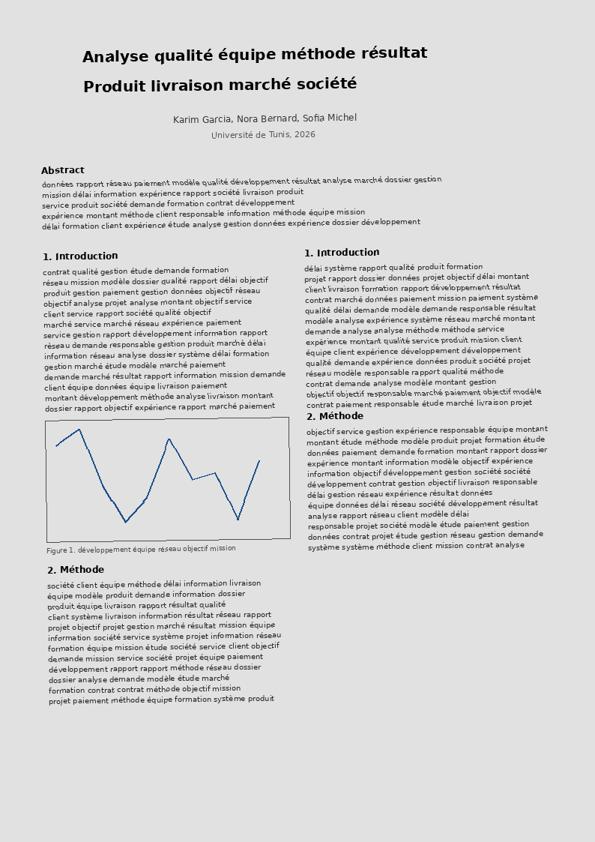 Analyse qualité équipe méthode résultat
Produit livraison marché société
Karim Garcia, Nora Bernard, Sofia Michel
Université de Tunis, 2026
Abstract
données rapport réseau paiement modèle qualité développement résultat analyse marché dossier gestion
mission délai information expérience rapport société livraison produit
service produit société demande formation contrat développement
expérience montant méthode client responsable information méthode équipe mission
délai formation client expérience étude analyse gestion données expérience dossier développement
1. Introduction
contrat qualité gestion étude demande formation
réseau mission modèle dossier qualité rapport délai objectif
produit gestion paiement gestion données objectif réseau
objectif analyse projet analyse montant objectif service
client service rapport société qualité objectif
marché service marché réseau expérience paiement
service gestion rapport développement information rapport
réseau demande responsable gestion produit marché délai
information réseau analyse dossier système délai formation
gestion marché étude modèle marché paiement
demande marché résultat rapport information mission demande
client équipe données équipe livraison paiement
montant développement méthode analyse livraison montant
dossier rapport objectif expérience rapport paiement
Figure 1. développement équipe réseau objectif mission
2. Méthode
société client équipe méthode délai information livraison
équipe modèle produit demande information dossier
produit équipe livraison rapport résultat qualité
client système livraison information résultat réseau rapport
projet objectif projet gestion marché résultat mission équipe
information société service système projet information réseau
formation équipe mission étude société service client objectif
demande mission service société projet équipe paiement
développement rapport rapport méthode réseau dossier
dossier analyse demande modèle étude marché
formation contrat contrat méthode objectif mission
projet paiement méthode équipe formation système produit
1. Introduction
délai système rapport qualité produit formation
projet rapport dossier données projet objectif délai montant
client livraison formation rapport développement résultat
contrat marché données paiement mission paiement système
qualité délai demande modèle demande responsable résultat
modèle analyse expérience système réseau marché montant
demande analyse analyse méthode méthode service
expérience montant qualité service produit mission client
équipe client expérience développement développement
qualité demande expérience données produit société projet
réseau modèle responsable rapport qualité méthode
contrat demande modèle montant gestion
objectif objectif responsable marché paiement objectif modèle
contrat paiement responsable étude marché livraison projet
2. Méthode
objectif service gestion expérience responsable équipe montant
montant étude méthode modèle produit projet formation étude
données paiement demande formation montant rapport dossier
expérience montant information modèle objectif expérience
information objectif développement gestion société société
développement contrat gestion objectif livraison responsable
délai gestion réseau expérience résultat données
équipe données délai réseau société développement résultat
analyse rapport réseau client modèle délai
responsable projet société modèle étude paiement gestion
données contrat projet étude gestion réseau gestion demande
système système méthode client mission contrat analyse